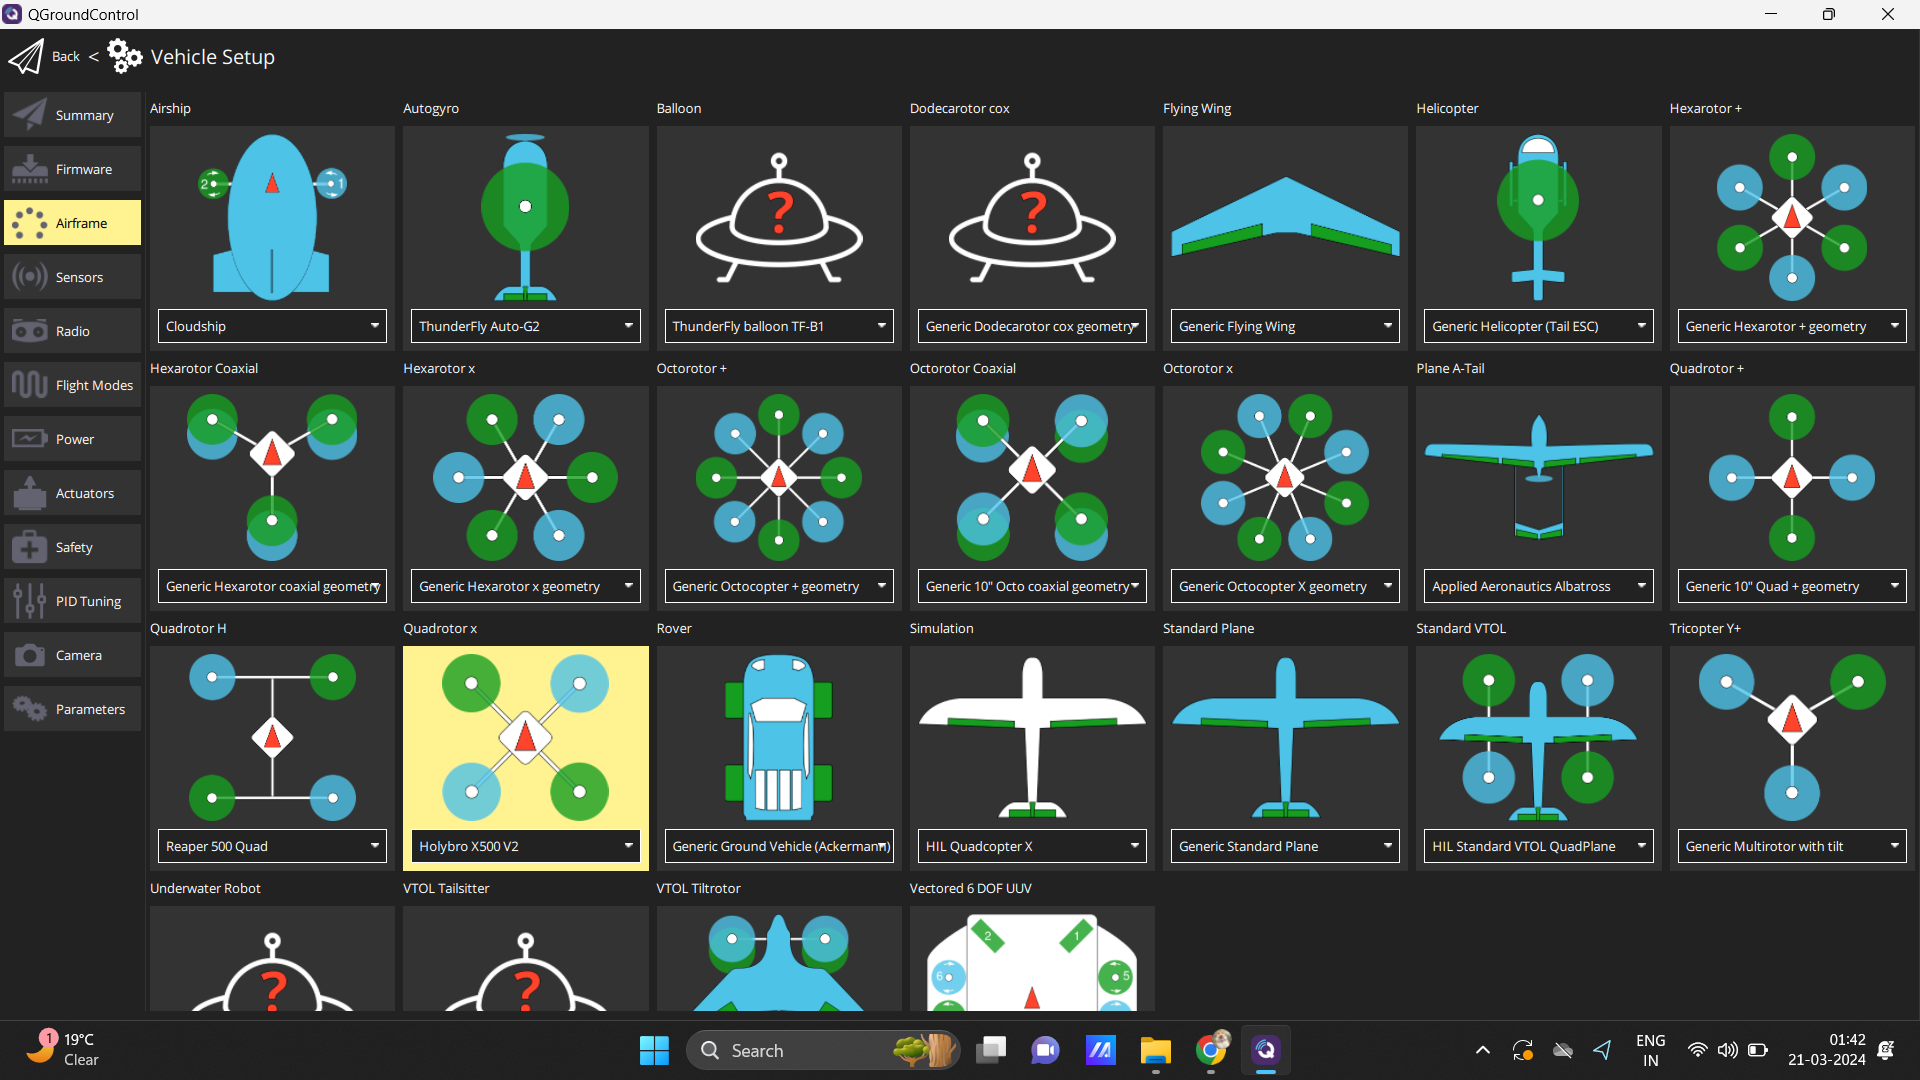 QGroundControl
Back < Vehicle Setup
Summary
Firmware
Airframe
Sensors
Radio
Flight Modes
Power
Actuators
Safety
PID Tuning
Camera
Parameters
Airship
Autogyro
Balloon
Dodecarotor cox
Flying Wing
Helicopter
Hexarotor +
2
1
?
?
Cloudship
ThunderFly Auto-G2
ThunderFly balloon TF-B1
Generic Dodecarotor cox geometry
Generic Flying Wing
Generic Helicopter (Tail ESC)
Generic Hexarotor + geometry
Hexarotor Coaxial
Hexarotor x
Octorotor +
Octorotor Coaxial
Octorotor x
Plane A-Tail
Quadrotor +
Generic Hexarotor coaxial geometry
Generic Hexarotor x geometry
Generic Octocopter + geometry
Generic 10" Octo coaxial geometry
Generic Octocopter X geometry
Applied Aeronautics Albatross
Generic 10" Quad + geometry
Quadrotor H
Quadrotor x
Rover
Simulation
Standard Plane
Standard VTOL
Tricopter Y+
Reaper 500 Quad
Holybro X500 V2
Generic Ground Vehicle (Ackermann)
HIL Quadcopter X
Generic Standard Plane
HIL Standard VTOL QuadPlane
Generic Multirotor with tilt
Underwater Robot
VTOL Tailsitter
VTOL Tiltrotor
Vectored 6 DOF UUV
?
?
2
1
6
5
1
19°C
Clear
Search
ENG
IN
01:42
21-03-2024